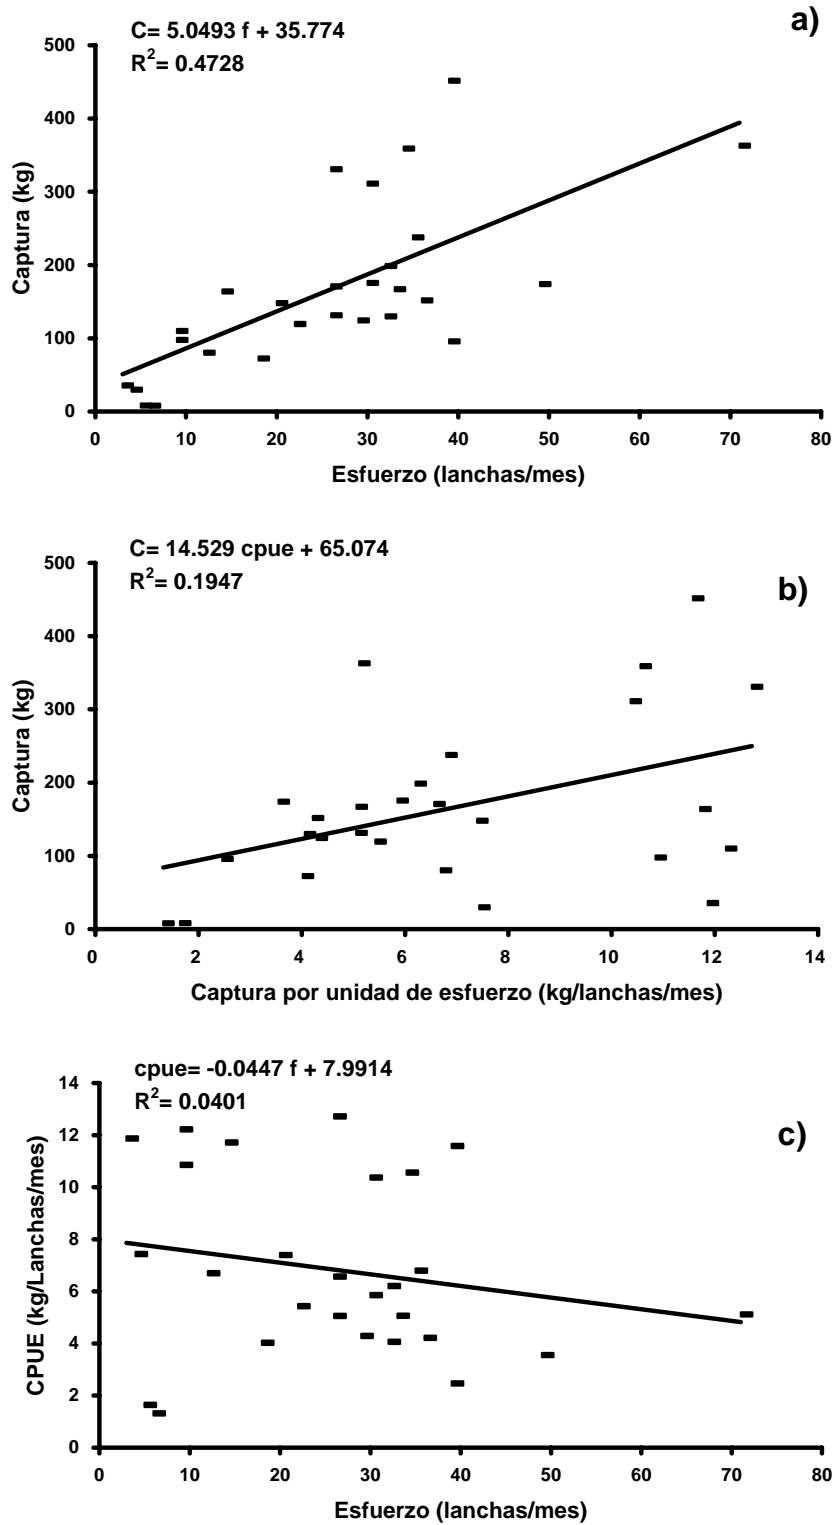 a)
C= 5.0493 f + 35.774
R²= 0.4728
500
400
300
200
100
0
Captura (kg)
0 10 20 30 40 50 60 70 80
Esfuerzo (lanchas/mes)
C= 14.529 cpue + 65.074
R²= 0.1947
b)
500
400
300
200
100
0
Captura (kg)
0 2 4 6 8 10 12 14
Captura por unidad de esfuerzo (kg/lanchas/mes)
cpue= -0.0447 f + 7.9914
R²= 0.0401
c)
14
12
10
8
6
4
2
0
CPUE (kg/Lanchas/mes)
0 10 20 30 40 50 60 70 80
Esfuerzo (lanchas/mes)